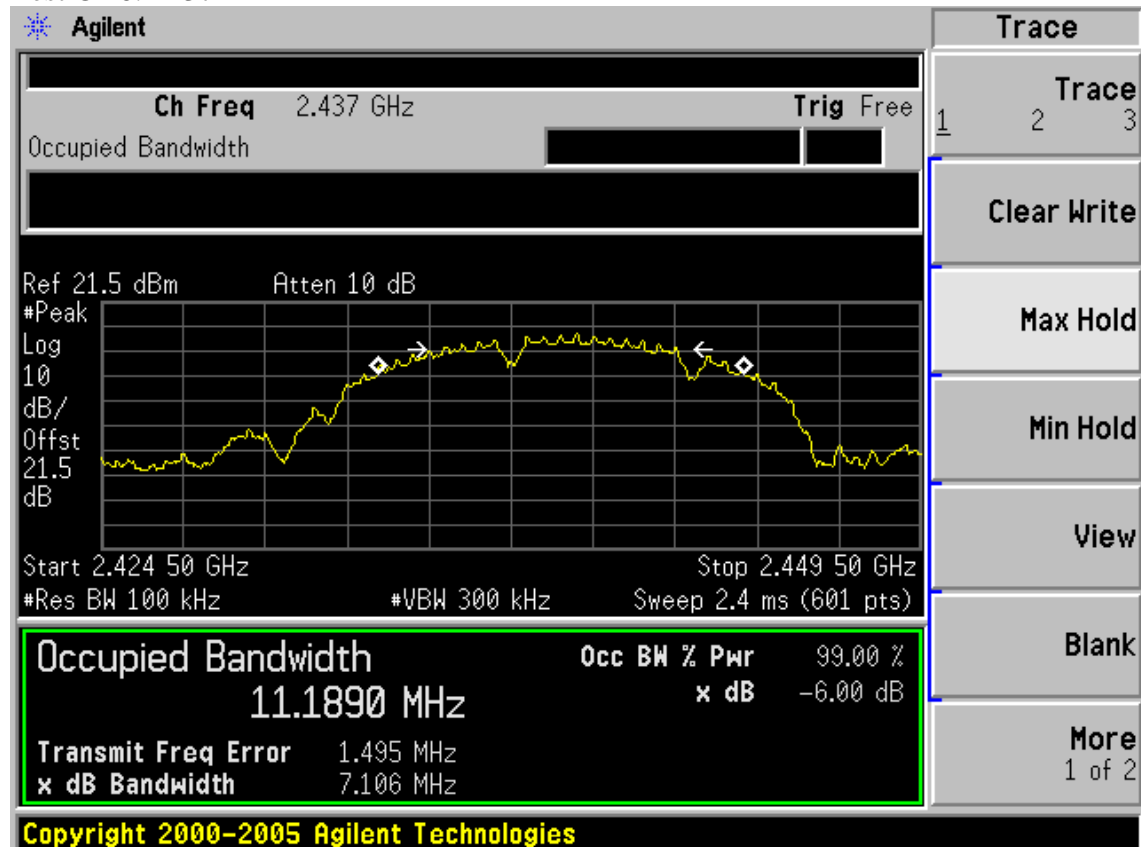 Agilent
Trace
Ch Freq 2.437 GHz Trig Free
Occupied Bandwidth
Trace
1 2 3
Clear Write
Max Hold
Min Hold
View
Blank
More
1 of 2
Ref 21.5 dBm Atten 10 dB
#Peak
Log
10
dB/
Offst
21.5
dB
Start 2.424 50 GHz Stop 2.449 50 GHz
#Res BW 100 kHz #VBW 300 kHz Sweep 2.4 ms (601 pts)
Occupied Bandwidth Occ BW % Pwr 99.00 %
11.1890 MHz x dB -6.00 dB
Transmit Freq Error 1.495 MHz
x dB Bandwidth 7.106 MHz
Copyright 2000-2005 Agilent Technologies